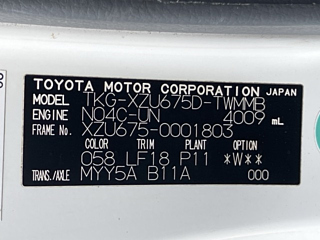 TOYOTA MOTOR CORPORATION JAPAN
MODEL TKG-XZU675D-TWMMB
ENGINE N04C-UN 4009 mL
FRAME No. XZU675-0001803
COLOR TRIM PLANT
058 LF18 P11 *W**
TRANS./AXLE MYY5A B11A 000